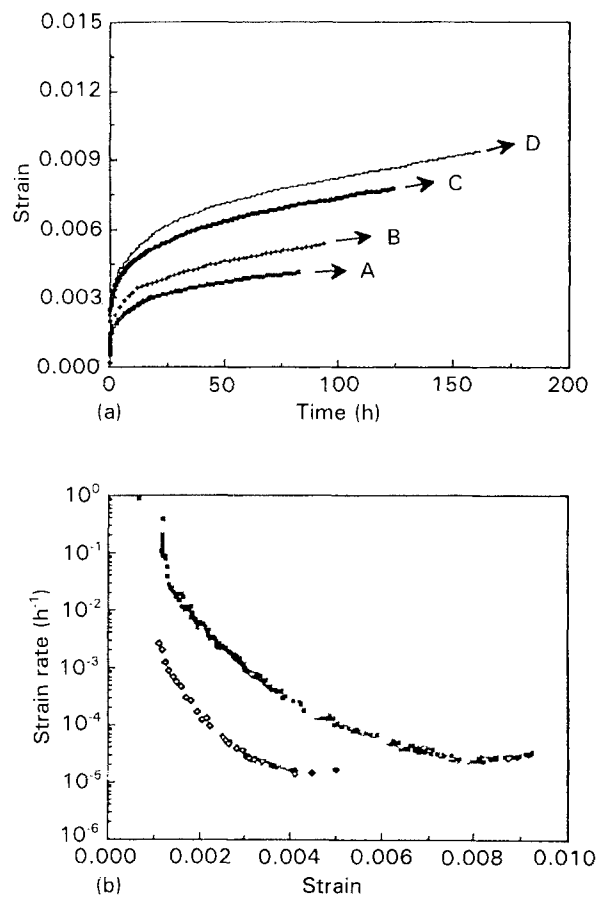 0.015
0.012
0.009
0.006
0.003
0.000
Strain
D
C
B
A
0 50 100 150 200
(a) Time (h)
10⁰
10⁻¹
10⁻²
10⁻³
10⁻⁴
10⁻⁵
10⁻⁶
Strain rate (h⁻¹)
0.000 0.002 0.004 0.006 0.008 0.010
(b) Strain